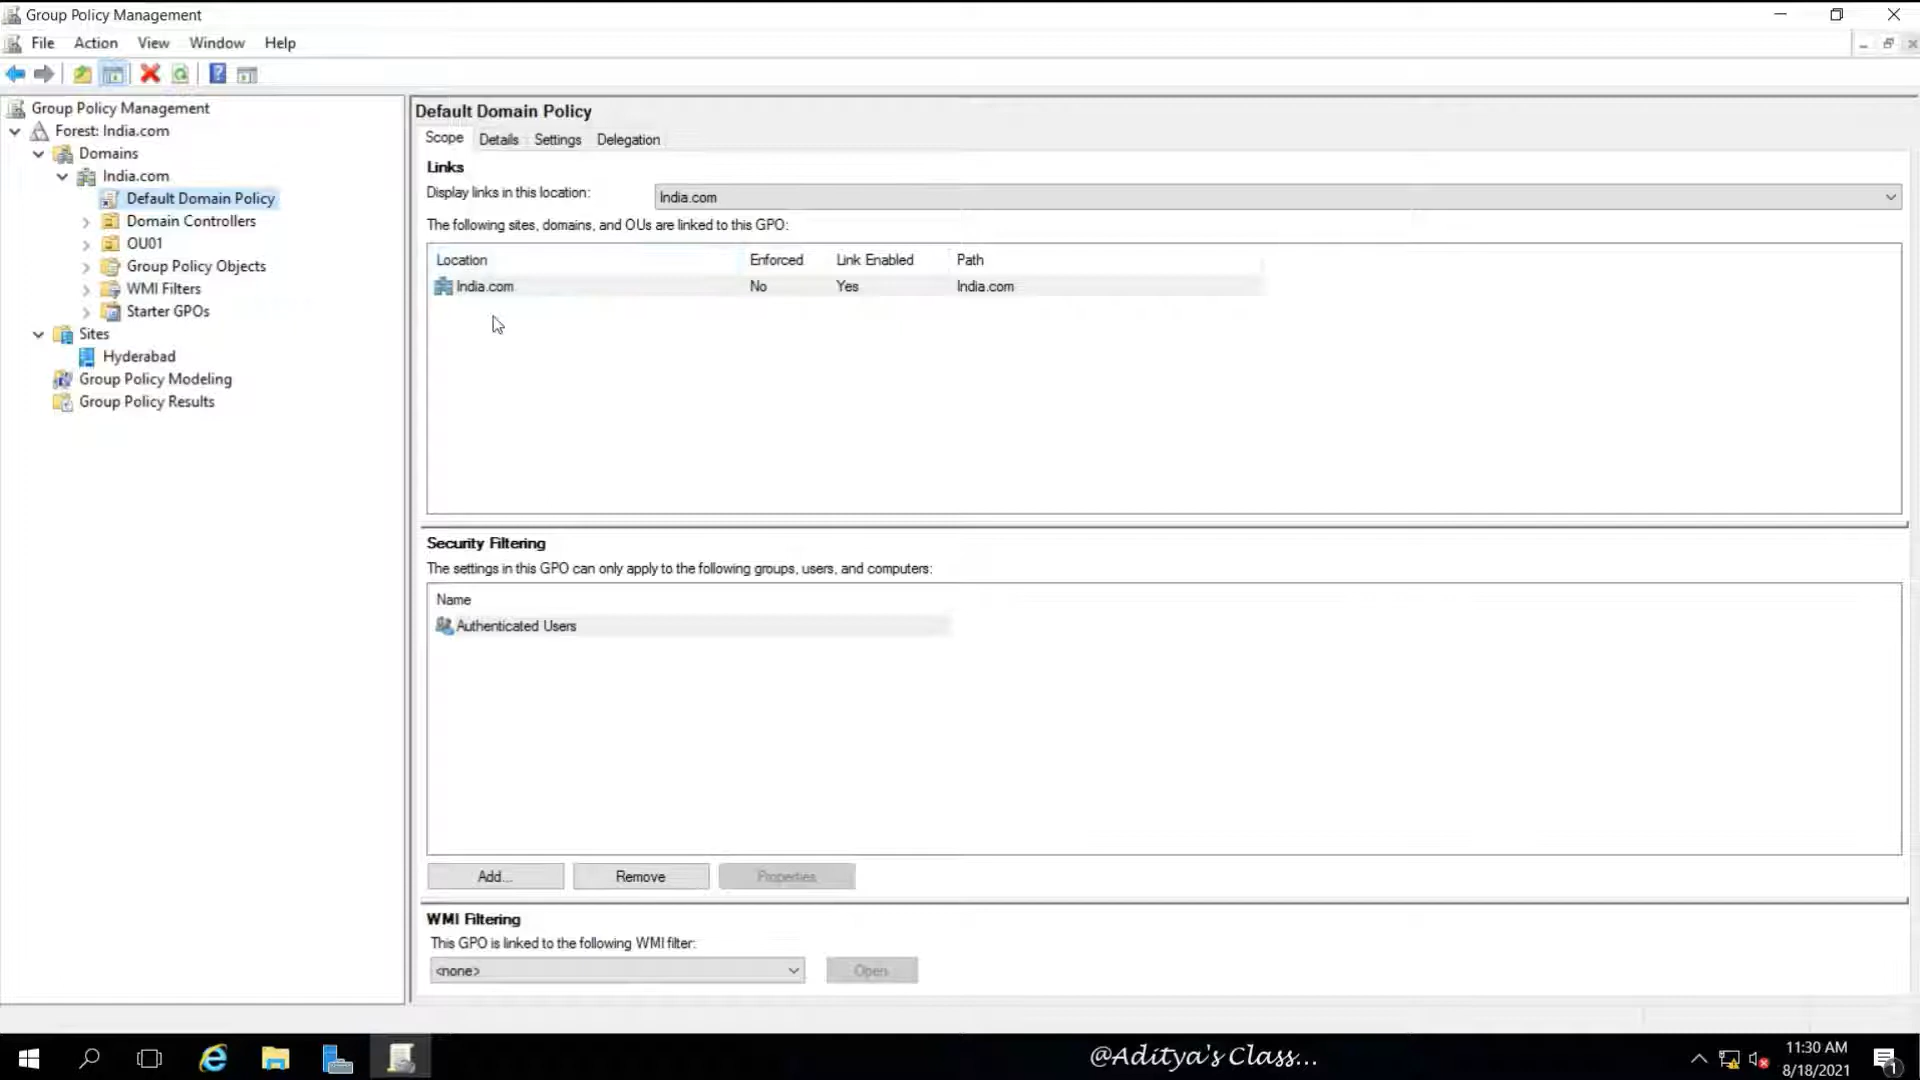 Group Policy Management
File Action View Window Help
Group Policy Management
Forest: India.com
Domains
India.com
Default Domain Policy
Domain Controllers
OU01
Group Policy Objects
WMI Filters
Starter GPOs
Sites
Hyderabad
Group Policy Modeling
Group Policy Results
Default Domain Policy
Scope Details Settings Delegation
Links
Display links in this location: India.com
The following sites, domains, and OUs are linked to this GPO:
Location Enforced Link Enabled Path
India.com No Yes India.com
Security Filtering
The settings in this GPO can only apply to the following groups, users, and computers:
Name
Authenticated Users
Add... Remove Properties
WMI Filtering
This GPO is linked to the following WMI filter:
<none> Open
@Aditya's Class...
11:30 AM
8/18/2021
1